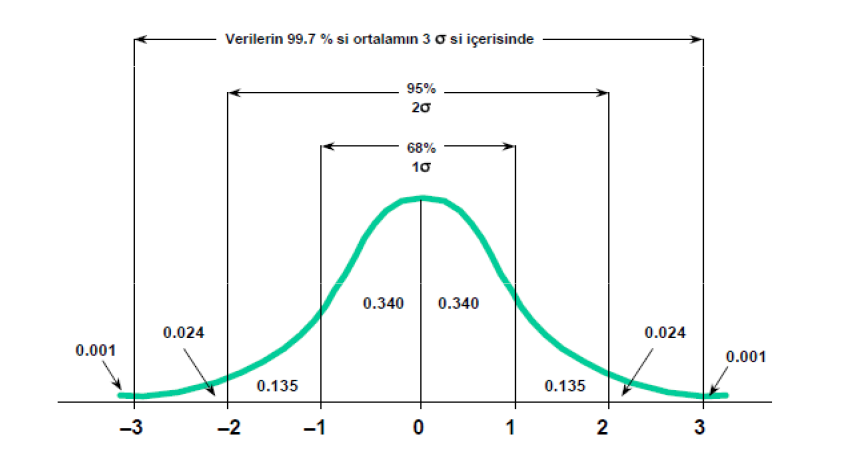 Verilerin 99.7 % si ortalamın 3 σ si içerisinde
95%
2σ
68%
1σ
0.340 0.340
0.024 0.024
0.001 0.001
0.135 0.135
–3 –2 –1 0 1 2 3